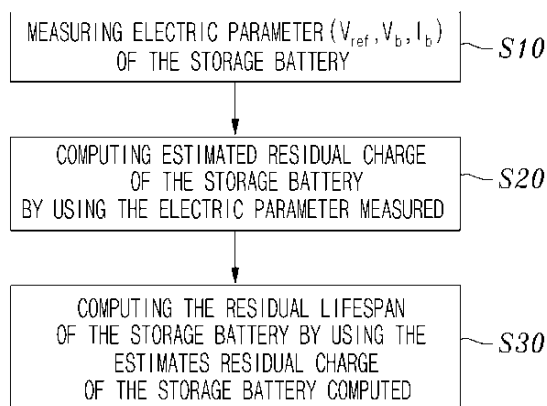 MEASURING ELECTRIC PARAMETER (Vref, Vb, Ib)
OF THE STORAGE BATTERY
S10
COMPUTING ESTIMATED RESIDUAL CHARGE
OF THE STORAGE BATTERY
BY USING THE ELECTRIC PARAMETER MEASURED
S20
COMPUTING THE RESIDUAL LIFESPAN
OF THE STORAGE BATTERY BY USING THE
ESTIMATES RESIDUAL CHARGE
OF THE STORAGE BATTERY COMPUTED
S30